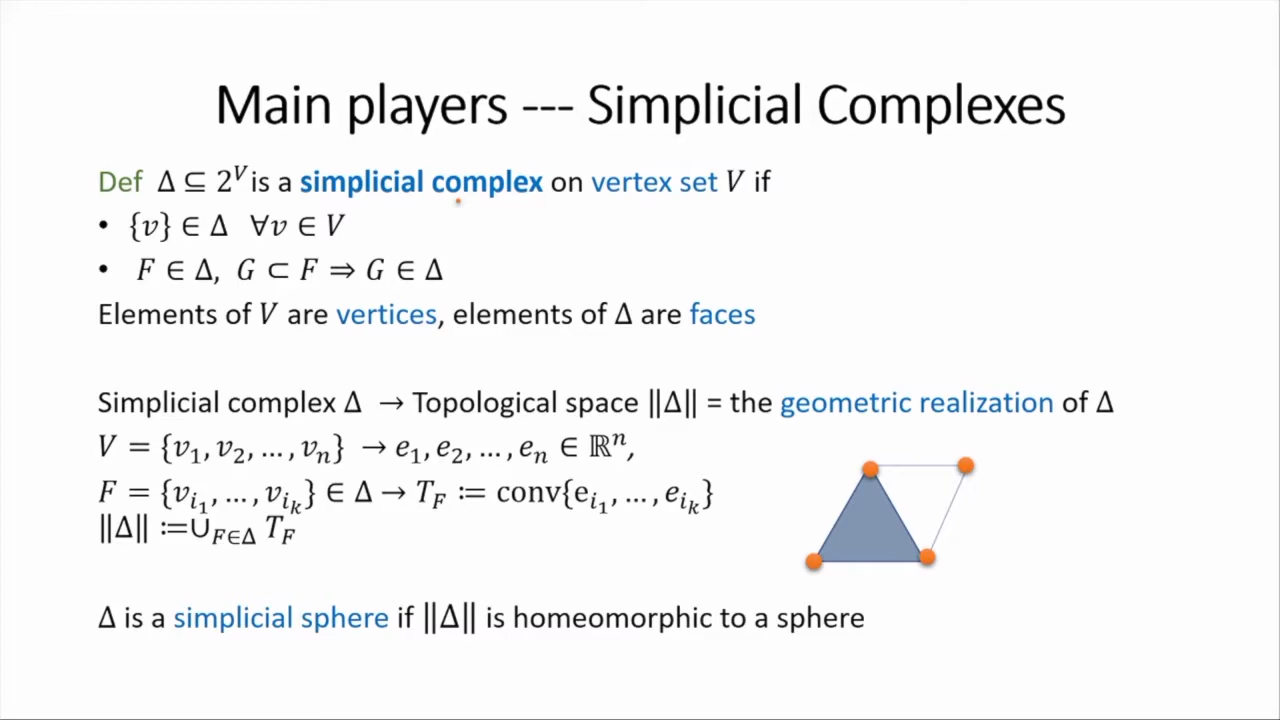 Main players --- Simplicial Complexes
Def Δ ⊆ 2^V is a simplicial complex on vertex set V if
• {v} ∈ Δ ∀v ∈ V
• F ∈ Δ, G ⊂ F ⇒ G ∈ Δ
Elements of V are vertices, elements of Δ are faces
Simplicial complex Δ → Topological space ||Δ|| = the geometric realization of Δ
V = {v_1, v_2, …, v_n} → e_1, e_2, …, e_n ∈ ℝ^n,
F = {v_{i_1}, …, v_{i_k}} ∈ Δ → T_F ≔ conv{e_{i_1}, …, e_{i_k}}
||Δ|| ≔∪_{F∈Δ} T_F
Δ is a simplicial sphere if ||Δ|| is homeomorphic to a sphere